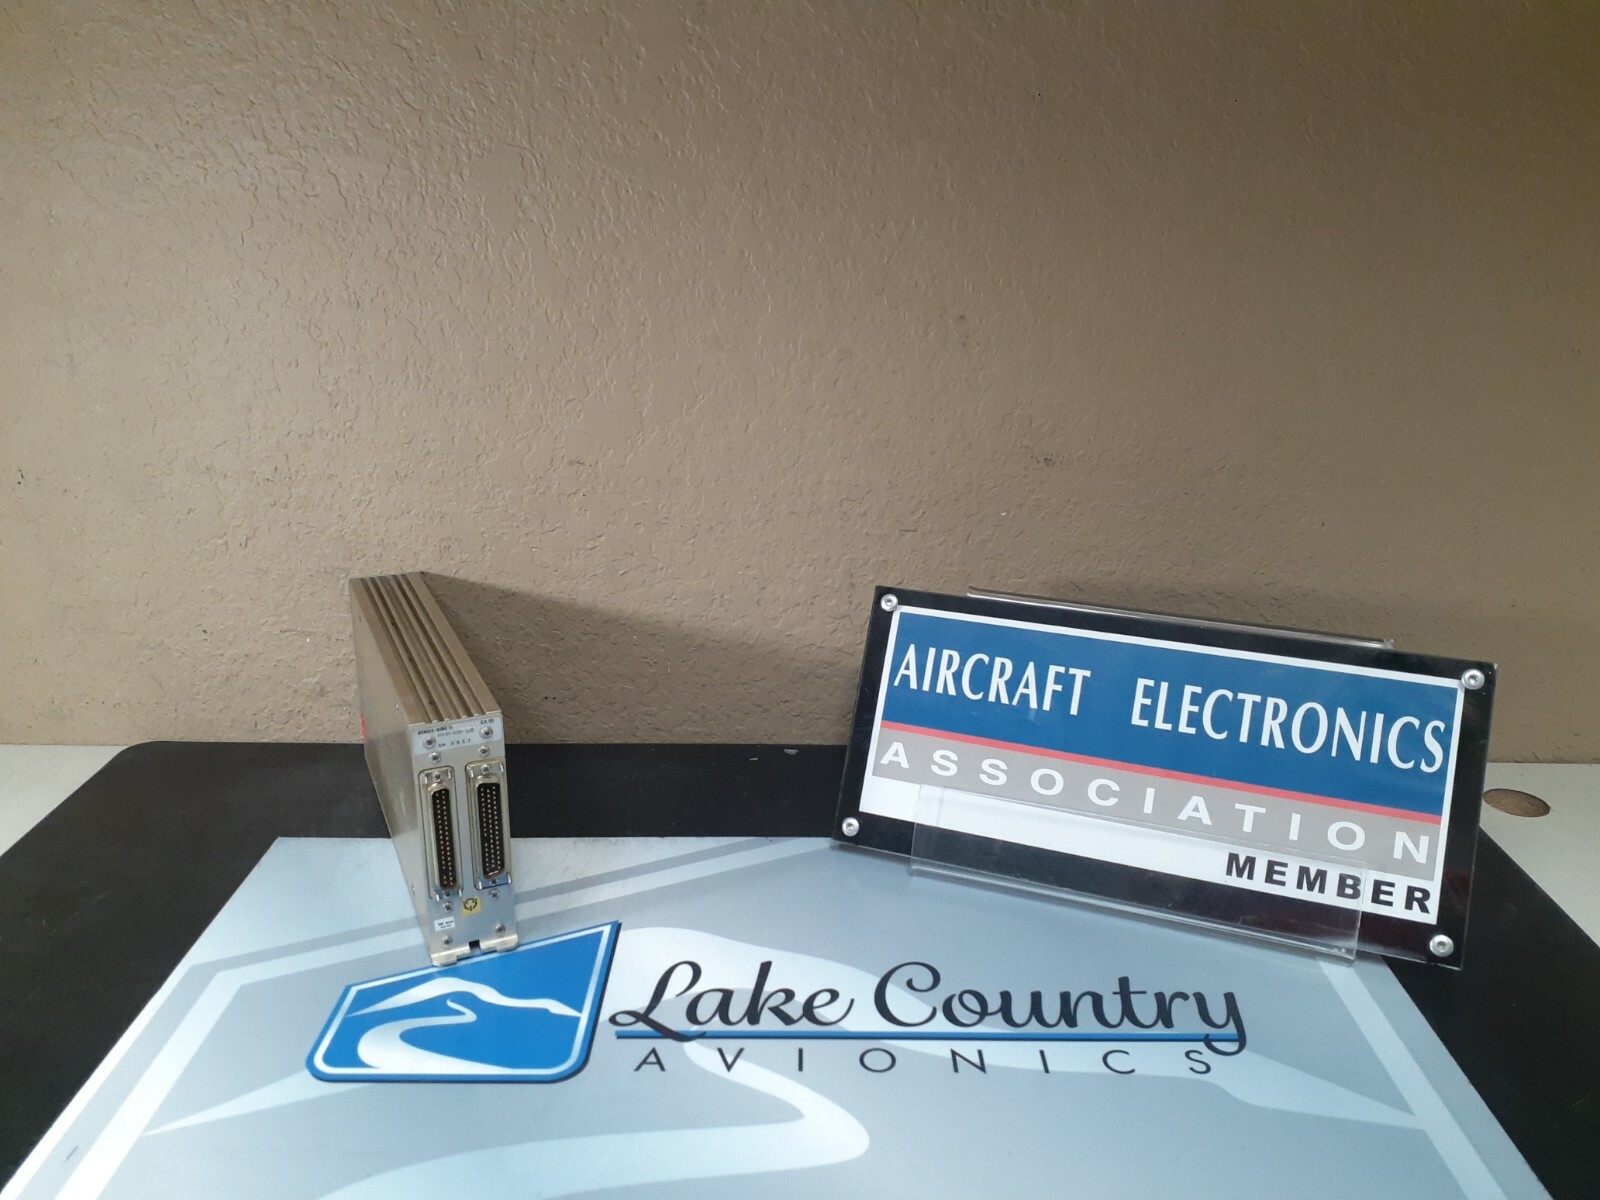 AIRCRAFT ELECTRONICS
ASSOCIATION
MEMBER
Lake Country
AVIONICS